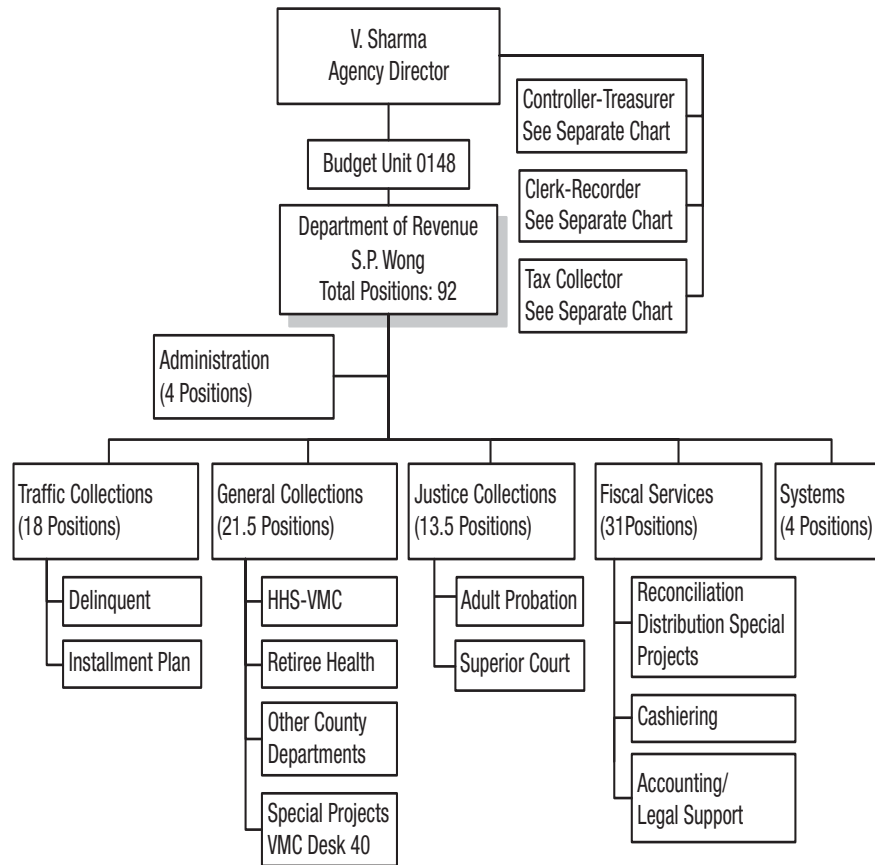 V. Sharma
Agency Director
Controller-Treasurer
See Separate Chart
Budget Unit 0148
Clerk-Recorder
See Separate Chart
Department of Revenue
S.P. Wong
Total Positions: 92
Tax Collector
See Separate Chart
Administration
(4 Positions)
Traffic Collections
(18 Positions)
General Collections
(21.5 Positions)
Justice Collections
(13.5 Positions)
Fiscal Services
(31Positions)
Systems
(4 Positions)
Delinquent
Installment Plan
HHS-VMC
Retiree Health
Other County
Departments
Special Projects
VMC Desk 40
Adult Probation
Superior Court
Reconciliation
Distribution Special
Projects
Cashiering
Accounting/
Legal Support